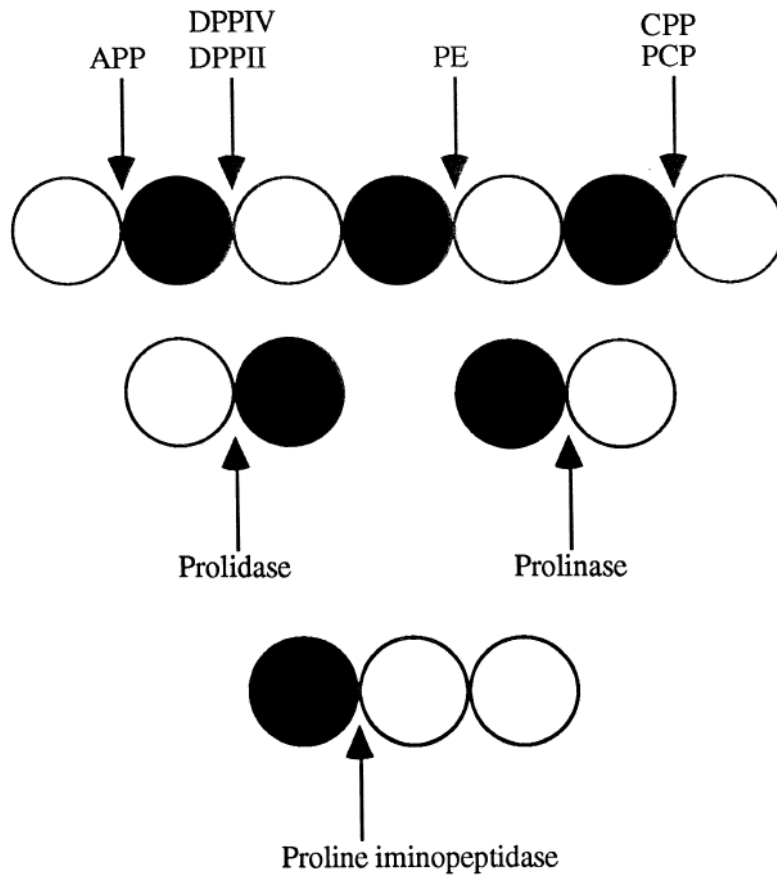 DPPIV
CPP
APP
DPPII
PE
PCP
Prolidase
Prolinase
Proline iminopeptidase